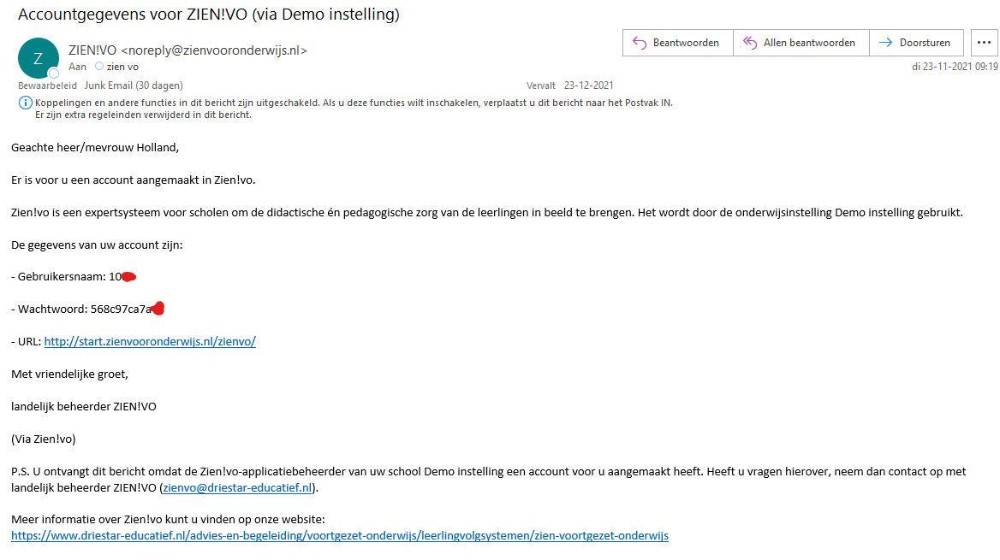 Accountgegevens voor ZIEN!VO (via Demo instelling)
Z
ZIEN!VO <noreply@zienvooronderwijs.nl>
Aan zien vo
Beantwoorden
Allen beantwoorden
Doorsturen
di 23-11-2021 09:19
Bewaarbeleid Junk Email (30 dagen)
Vervalt 23-12-2021
Koppelingen en andere functies in dit bericht zijn uitgeschakeld. Als u deze functies wilt inschakelen, verplaatst u dit bericht naar het Postvak IN.
Er zijn extra regeleinden verwijderd in dit bericht.
Geachte heer/mevrouw Holland,
Er is voor u een account aangemaakt in Zien!vo.
Zien!vo is een expertsysteem voor scholen om de didactische én pedagogische zorg van de leerlingen in beeld te brengen. Het wordt door de onderwijsinstelling Demo instelling gebruikt.
De gegevens van uw account zijn:
- Gebruikersnaam: 10
- Wachtwoord: 568c97ca7a
- URL: http://start.zienvooronderwijs.nl/zienvo/
Met vriendelijke groet,
landelijk beheerder ZIEN!VO
(Via Zien!vo)
P.S. U ontvangt dit bericht omdat de Zien!vo-applicatiebeheerder van uw school Demo instelling een account voor u aangemaakt heeft. Heeft u vragen hierover, neem dan contact op met
landelijk beheerder ZIEN!VO (zienvo@driestar-educatief.nl).
Meer informatie over Zien!vo kunt u vinden op onze website:
https://www.driestar-educatief.nl/advies-en-begeleiding/voortgezet-onderwijs/leerlingvolgsystemen/zien-voortgezet-onderwijs